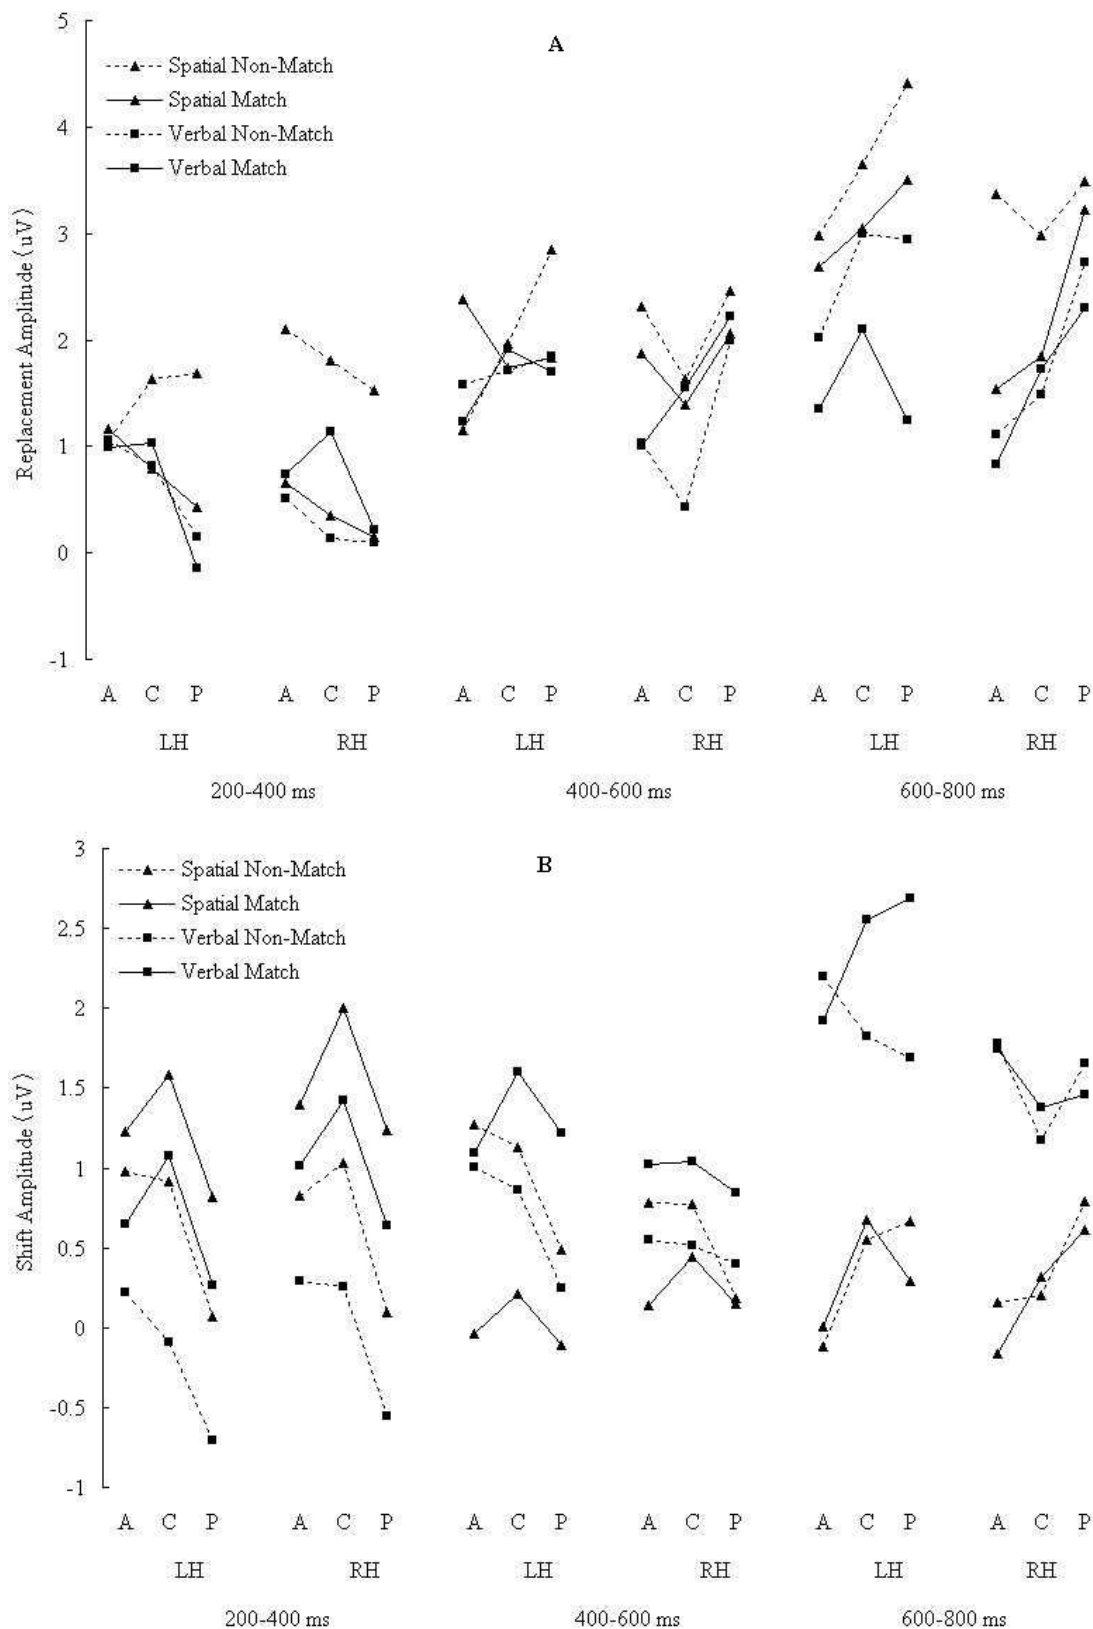 5
A
Spatial Non-Match
Spatial Match
4
Verbal Non-Match
Verbal Match
3
2
1
0
-1
Replacement Amplitude (uV)
A C P A C P A C P A C P A C P A C P
LH RH LH RH LH RH
200-400 ms 400-600 ms 600-800 ms
3
B
Spatial Non-Match
Spatial Match
2.5
Verbal Non-Match
Verbal Match
2
1.5
1
0.5
0
-0.5
-1
Shift Amplitude (uV)
A C P A C P A C P A C P A C P A C P
LH RH LH RH LH RH
200-400 ms 400-600 ms 600-800 ms